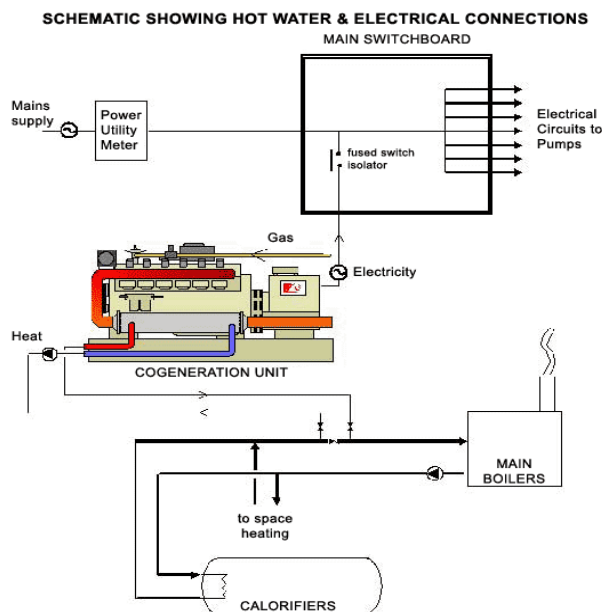 SCHEMATIC SHOWING HOT WATER & ELECTRICAL CONNECTIONS
MAIN SWITCHBOARD
Mains
supply
Power
Utility
Meter
fused switch
isolator
Electrical
Circuits to
Pumps
Gas
Electricity
Heat
COGENERATION UNIT
MAIN
BOILERS
to space
heating
CALORIFIERS